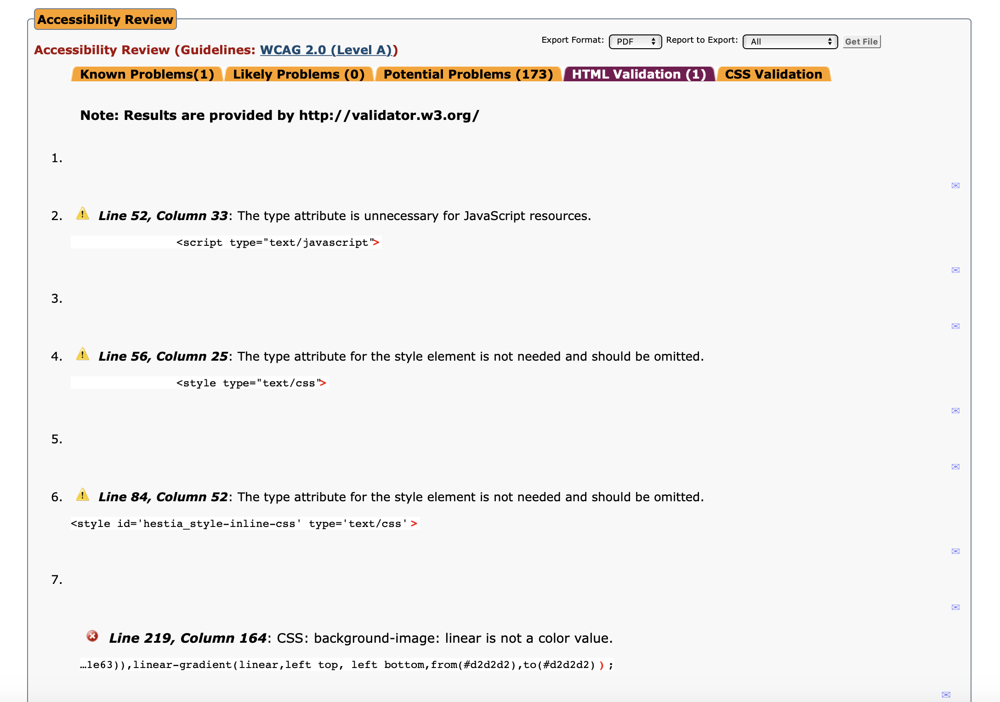 Accessibility Review
Export Format: PDF Report to Export: All Get File
Accessibility Review (Guidelines: WCAG 2.0 (Level A))
Known Problems(1) Likely Problems (0) Potential Problems (173) HTML Validation (1) CSS Validation
Note: Results are provided by http://validator.w3.org/
1.
2. Line 52, Column 33: The type attribute is unnecessary for JavaScript resources.
<script type="text/javascript">
3.
4. Line 56, Column 25: The type attribute for the style element is not needed and should be omitted.
<style type="text/css">
5.
6. Line 84, Column 52: The type attribute for the style element is not needed and should be omitted.
<style id='hestia_style-inline-css' type='text/css'>
7.
Line 219, Column 164: CSS: background-image: linear is not a color value.
…1e63)),linear-gradient(linear,left top, left bottom,from(#d2d2d2),to(#d2d2d2));